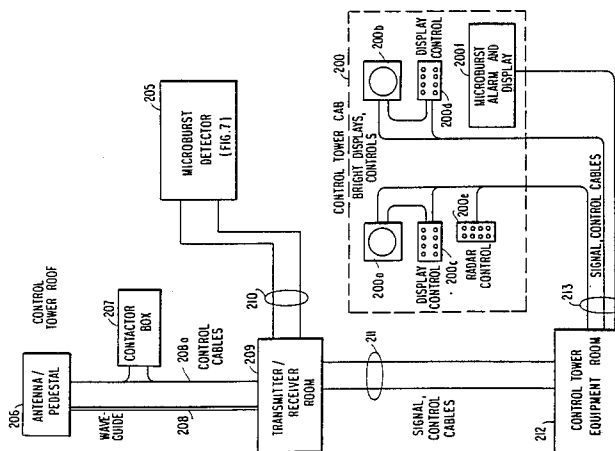 CONTROL
TOWER ROOF
206
ANTENNA/
PEDESTAL
207
CONTACTOR
BOX
205
MICROBURST
DETECTOR
(FIG.7)
WAVE-
GUIDE
208
208a
CONTROL
CABLES
210
209
TRANSMITTER/
RECEIVER
ROOM
211
SIGNAL,
CONTROL
CABLES
212
CONTROL TOWER
EQUIPMENT ROOM
213
SIGNAL, CONTROL CABLES
200
CONTROL TOWER CAB
BRIGHT DISPLAYS,
CONTROLS
200a
DISPLAY
CONTROL
200c
200e
RADAR
CONTROL
200b
DISPLAY
CONTROL
200d
200f
MICROBURST
ALARM AND
DISPLAY